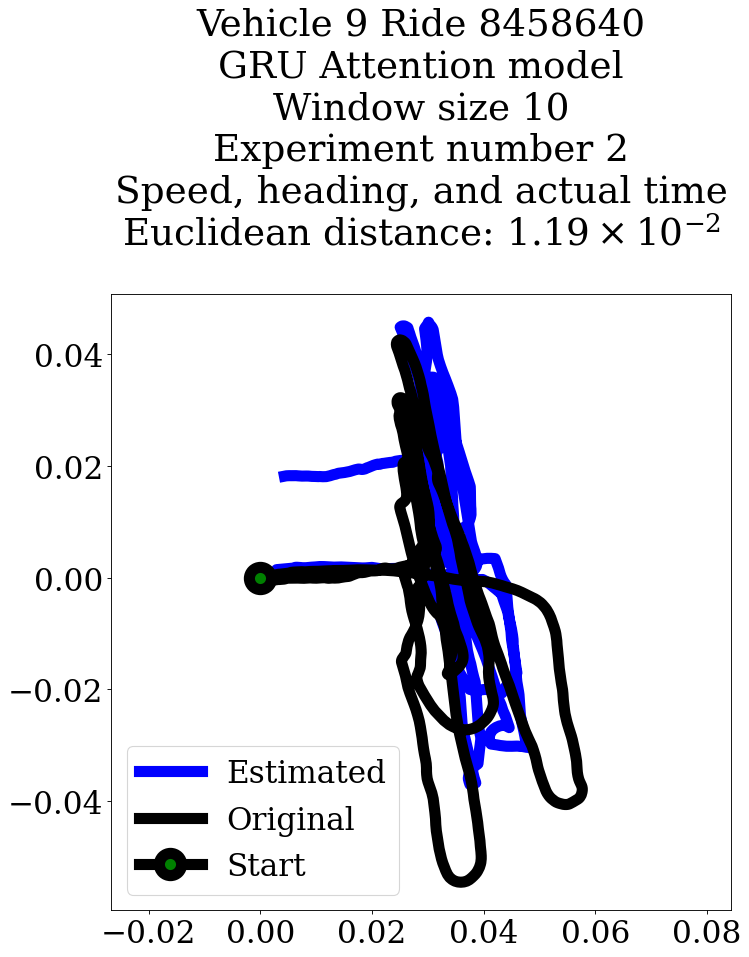 Vehicle 9 Ride 8458640
GRU Attention model
Window size 10
Experiment number 2
Speed, heading, and actual time
Euclidean distance: 1.19 × 10⁻²
0.04
0.02
0.00
−0.02
−0.04
Estimated
Original
Start
−0.02 0.00 0.02 0.04 0.06 0.08